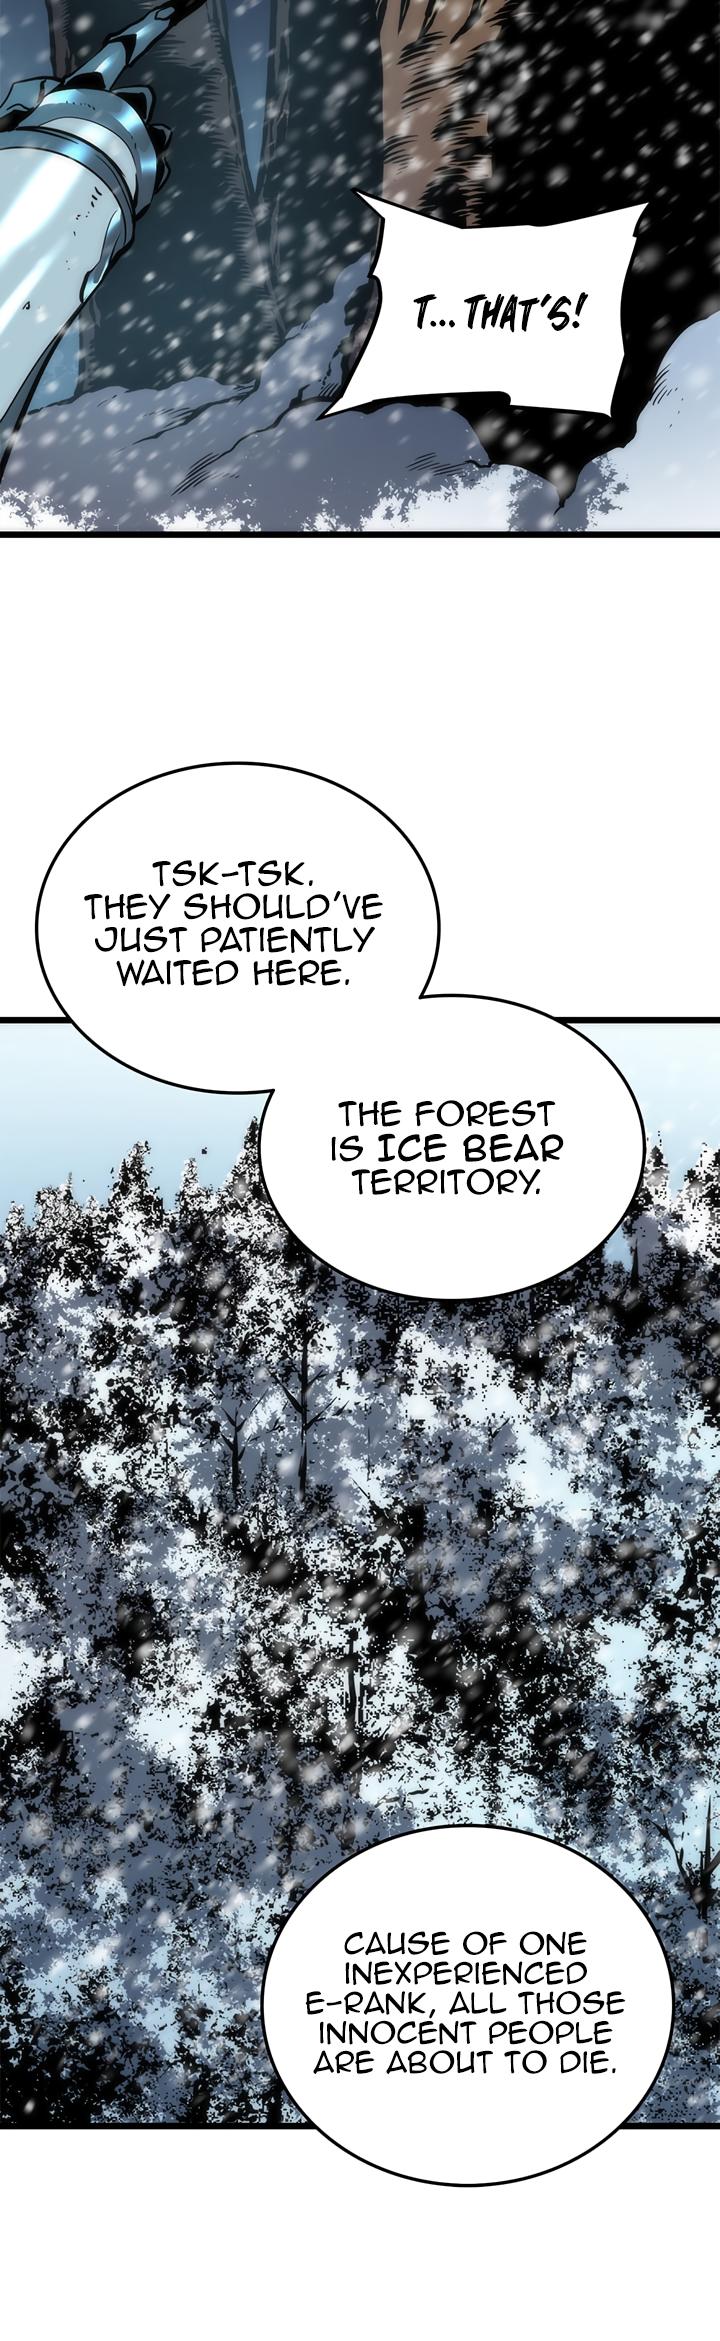 T... THAT'S!
TSK-TSK.
THEY SHOULD'VE
JUST PATIENTLY
WAITED HERE.
THE FOREST
IS ICE BEAR
TERRITORY.
CAUSE OF ONE
INEXPERIENCED
E-RANK, ALL THOSE
INNOCENT PEOPLE
ARE ABOUT TO DIE.